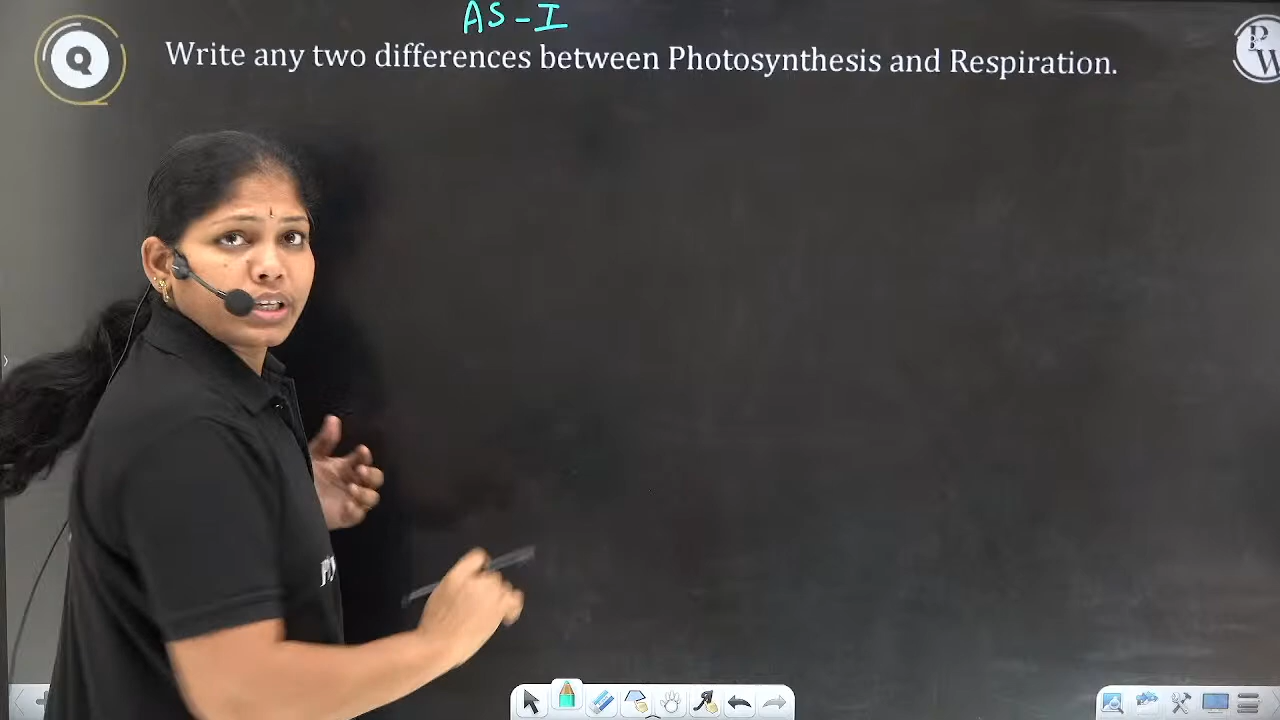 AS-I
Q
Write any two differences between Photosynthesis and Respiration.
P
W